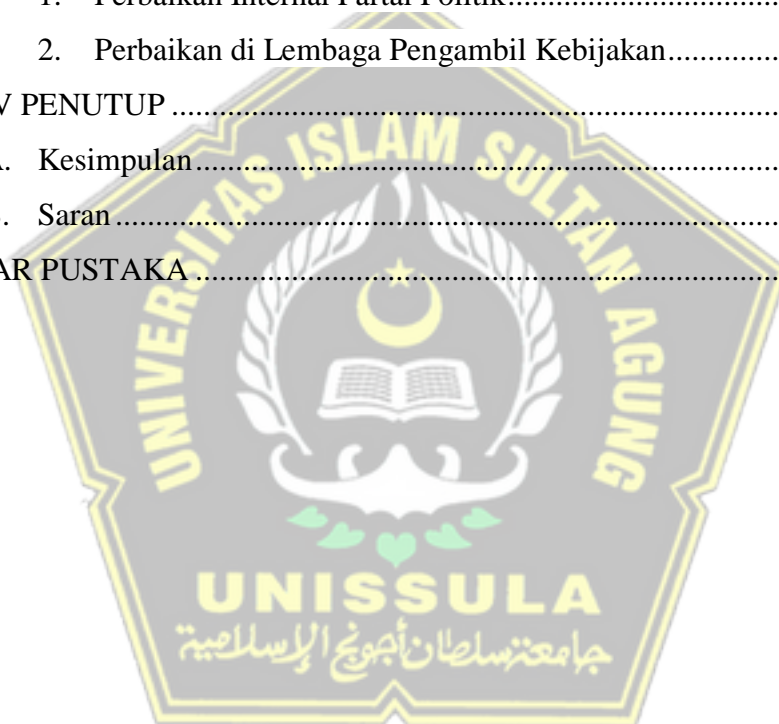 1. Perbaikan Internal Partai Politik..............................
2. Perbaikan di Lembaga Pengambil Kebijakan..............
V PENUTUP ..............................................................................
. Kesimpulan.........................................................................
. Saran ..................................................................................
AR PUSTAKA ..........................................................................
UNIVERSITAS ISLAM SULTAN AGUNG
UNISSULA
جامعة سلطان أجونج الإسلامية